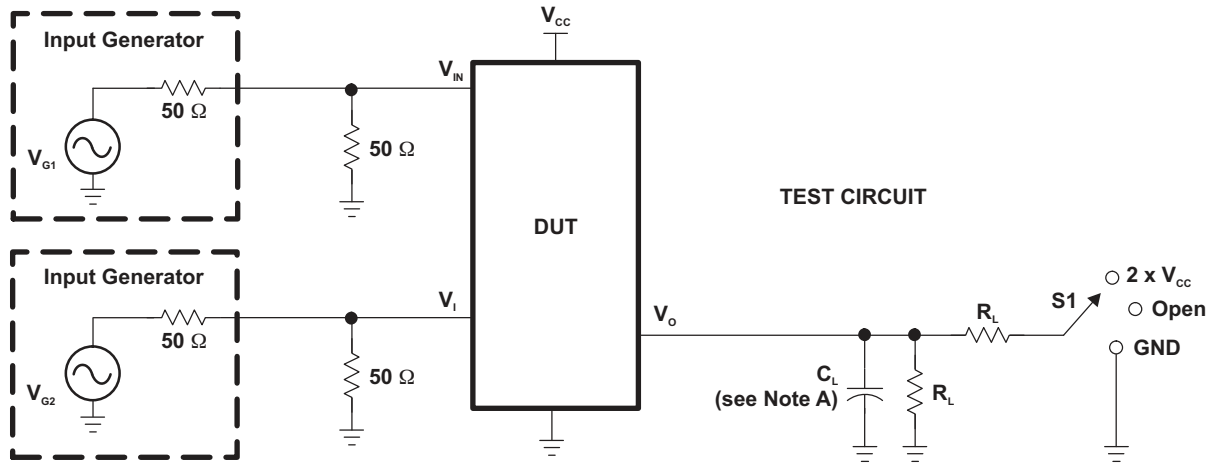 Input Generator
50 Ω
V_G1
V_IN
50 Ω
V_CC
DUT
TEST CIRCUIT
Input Generator
50 Ω
V_G2
V_I
50 Ω
V_O
C_L
(see Note A)
R_L
R_L
S1
2 x V_CC
Open
GND